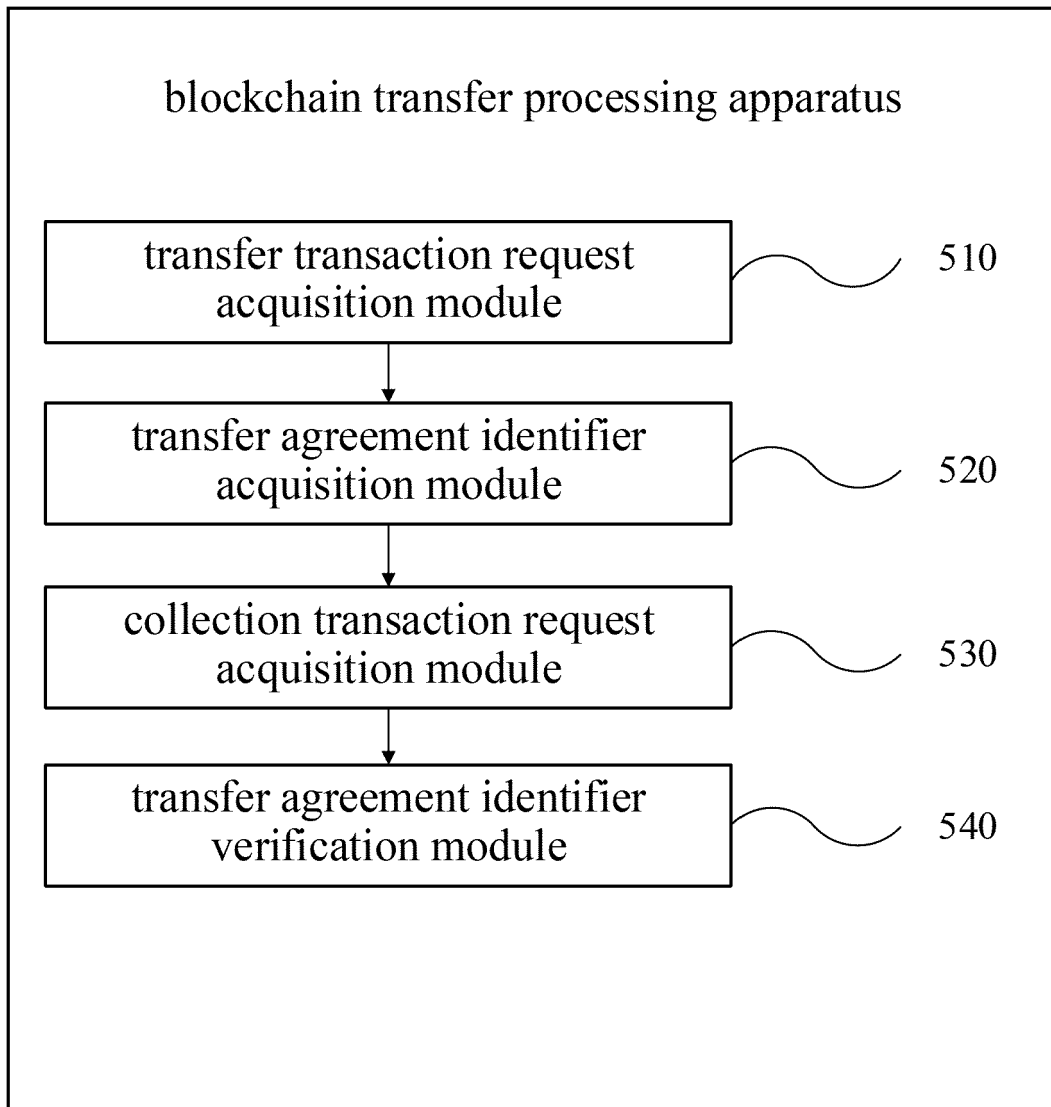 blockchain transfer processing apparatus
transfer transaction request
acquisition module
510
transfer agreement identifier
acquisition module
520
collection transaction request
acquisition module
530
transfer agreement identifier
verification module
540